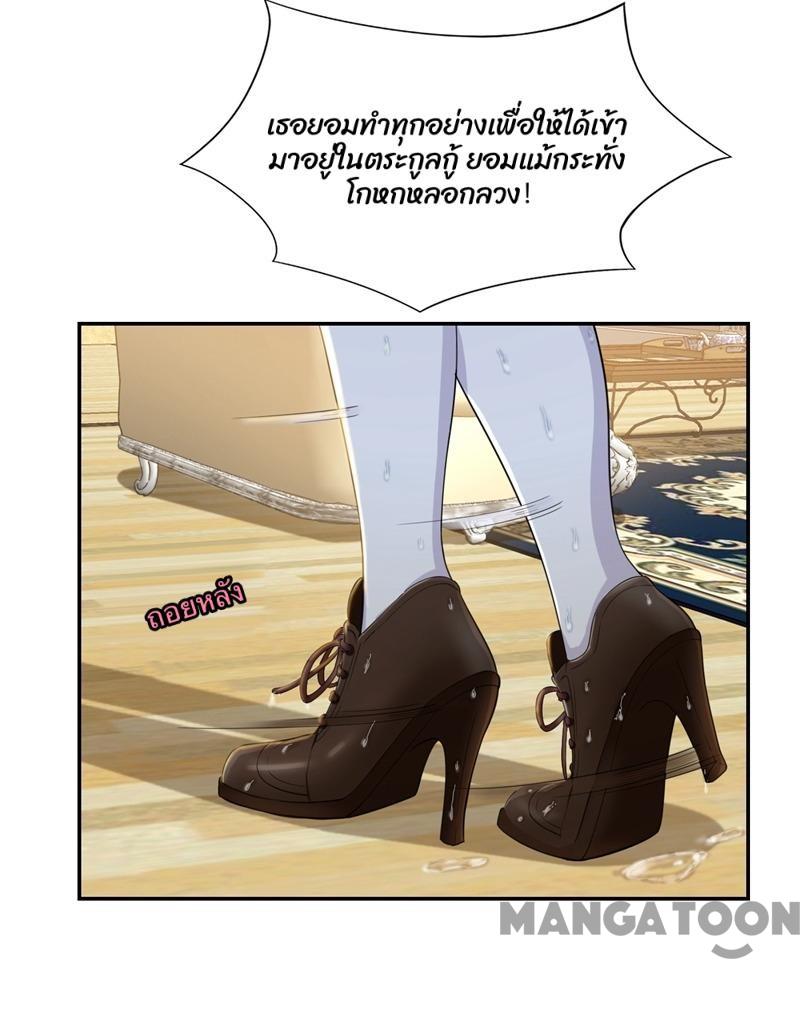 เธอยอมทำทุกอย่างเพื่อให้ได้เข้า
มาอยู่ในตระกูลกู้ ยอมแม้กระทั่ง
โกหกหลอกลวง!
ถอยหลัง
MANGATOON